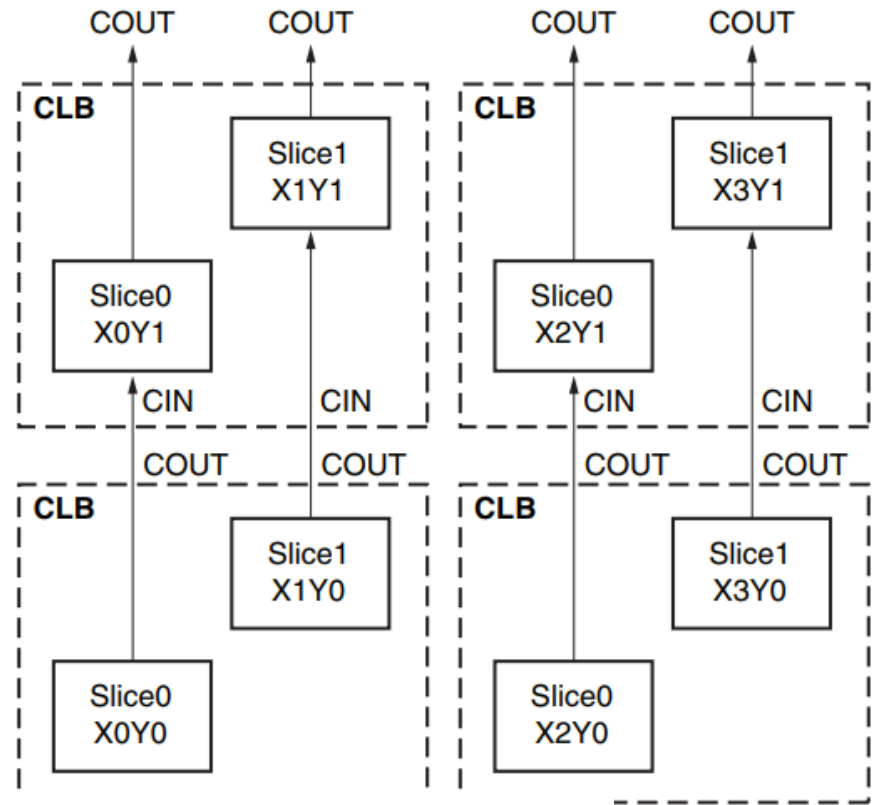 COUT COUT COUT COUT
CLB CLB
Slice1 Slice1
X1Y1 X3Y1
Slice0 Slice0
X0Y1 X2Y1
CIN CIN CIN CIN
COUT COUT COUT COUT
CLB CLB
Slice1 Slice1
X1Y0 X3Y0
Slice0 Slice0
X0Y0 X2Y0